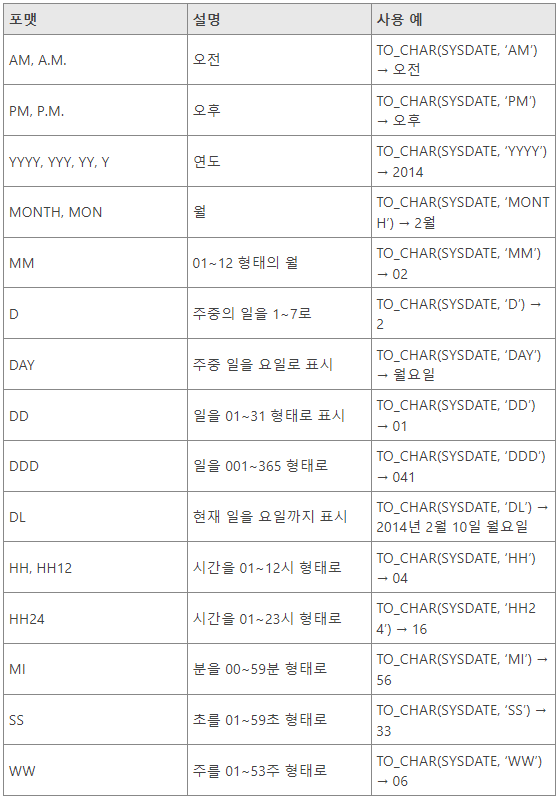 포맷 설명 사용 예
AM, A.M. 오전 TO_CHAR(SYSDATE, ‘AM’)
→ 오전
PM, P.M. 오후 TO_CHAR(SYSDATE, ‘PM’)
→ 오후
YYYY, YYY, YY, Y 연도 TO_CHAR(SYSDATE, ‘YYYY’)
→ 2014
MONTH, MON 월 TO_CHAR(SYSDATE, ‘MONT
H’) → 2월
MM 01~12 형태의 월 TO_CHAR(SYSDATE, ‘MM’)
→ 02
D 주중의 일을 1~7로 TO_CHAR(SYSDATE, ‘D’) →
2
DAY 주중 일을 요일로 표시 TO_CHAR(SYSDATE, ‘DAY’)
→ 월요일
DD 일을 01~31 형태로 표시 TO_CHAR(SYSDATE, ‘DD’)
→ 01
DDD 일을 001~365 형태로 TO_CHAR(SYSDATE, ‘DDD’)
→ 041
DL 현재 일을 요일까지 표시 TO_CHAR(SYSDATE, ‘DL’) →
2014년 2월 10일 월요일
HH, HH12 시간을 01~12시 형태로 TO_CHAR(SYSDATE, ‘HH’)
→ 04
HH24 시간을 01~23시 형태로 TO_CHAR(SYSDATE, ‘HH2
4’) → 16
MI 분을 00~59분 형태로 TO_CHAR(SYSDATE, ‘MI’) →
56
SS 초를 01~59초 형태로 TO_CHAR(SYSDATE, ‘SS’) →
33
WW 주를 01~53주 형태로 TO_CHAR(SYSDATE, ‘WW’)
→ 06